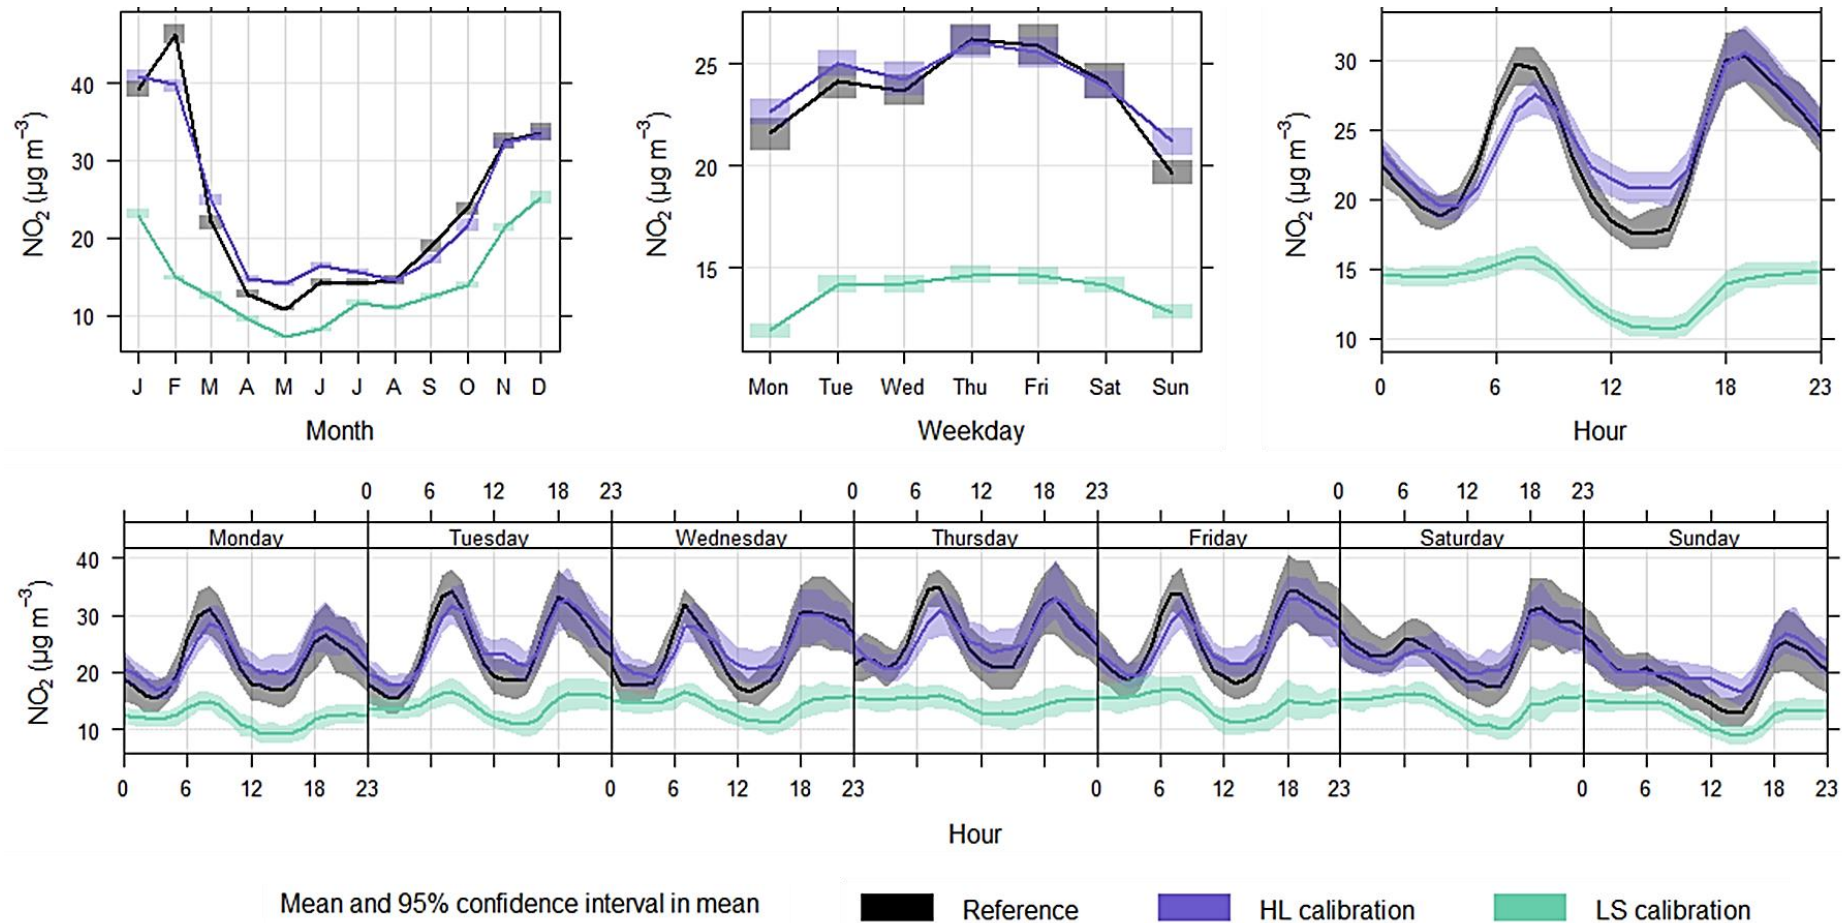 NO2 (µg m−3)
40
30
20
10
J F M A M J J A S O N D
Month
NO2 (µg m−3)
25
20
15
Mon Tue Wed Thu Fri Sat Sun
Weekday
NO2 (µg m−3)
30
25
20
15
10
0 6 12 18 23
Hour
0 6 12 18 23 0 6 12 18 23 0 6 12 18 23
Monday Tuesday Wednesday Thursday Friday Saturday Sunday
NO2 (µg m−3)
40
30
20
10
0 6 12 18 23 0 6 12 18 23 0 6 12 18 23 0 6 12 18 23
Hour
Mean and 95% confidence interval in mean Reference HL calibration LS calibration